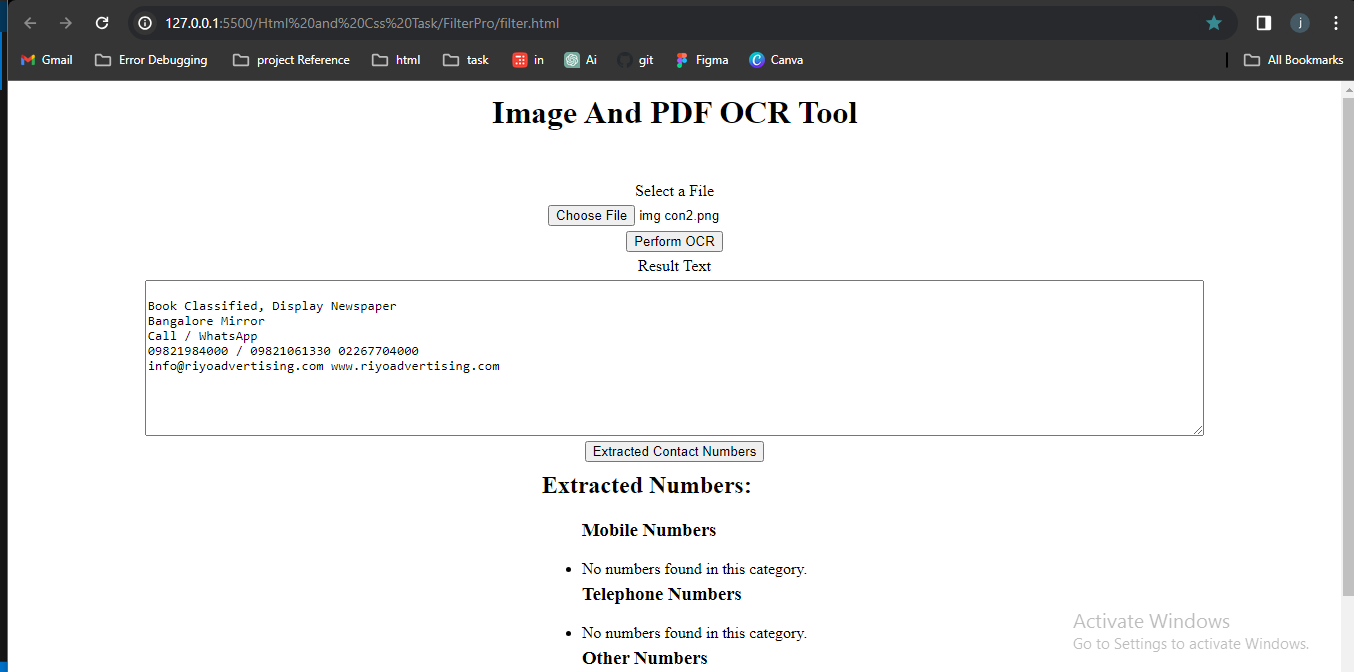 127.0.0.1:5500/Html%20and%20Css%20Task/FilterPro/filter.html
j
Gmail
Error Debugging
project Reference
html
task
in
Ai
git
Figma
Canva
All Bookmarks
Image And PDF OCR Tool
Select a File
Choose File img con2.png
Perform OCR
Result Text
Book Classified, Display Newspaper
Bangalore Mirror
Call / WhatsApp
09821984000 / 09821061330 02267704000
info@riyoadvertising.com www.riyoadvertising.com
Extracted Contact Numbers
Extracted Numbers:
Mobile Numbers
No numbers found in this category.
Telephone Numbers
No numbers found in this category.
Other Numbers
Activate Windows
Go to Settings to activate Windows.